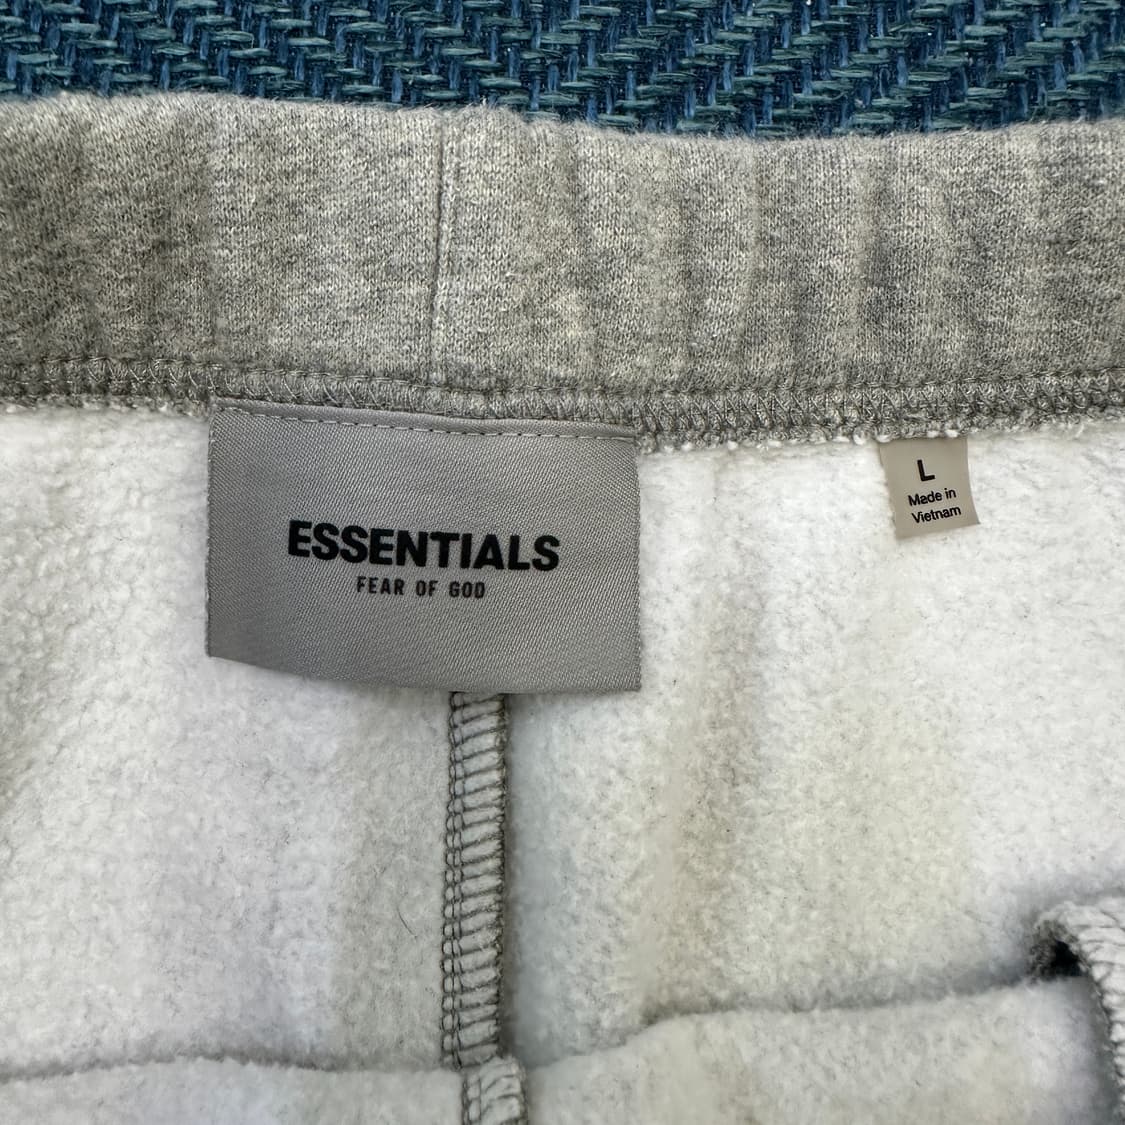 ESSENTIALS
FEAR OF GOD
L
Made in
Vietnam